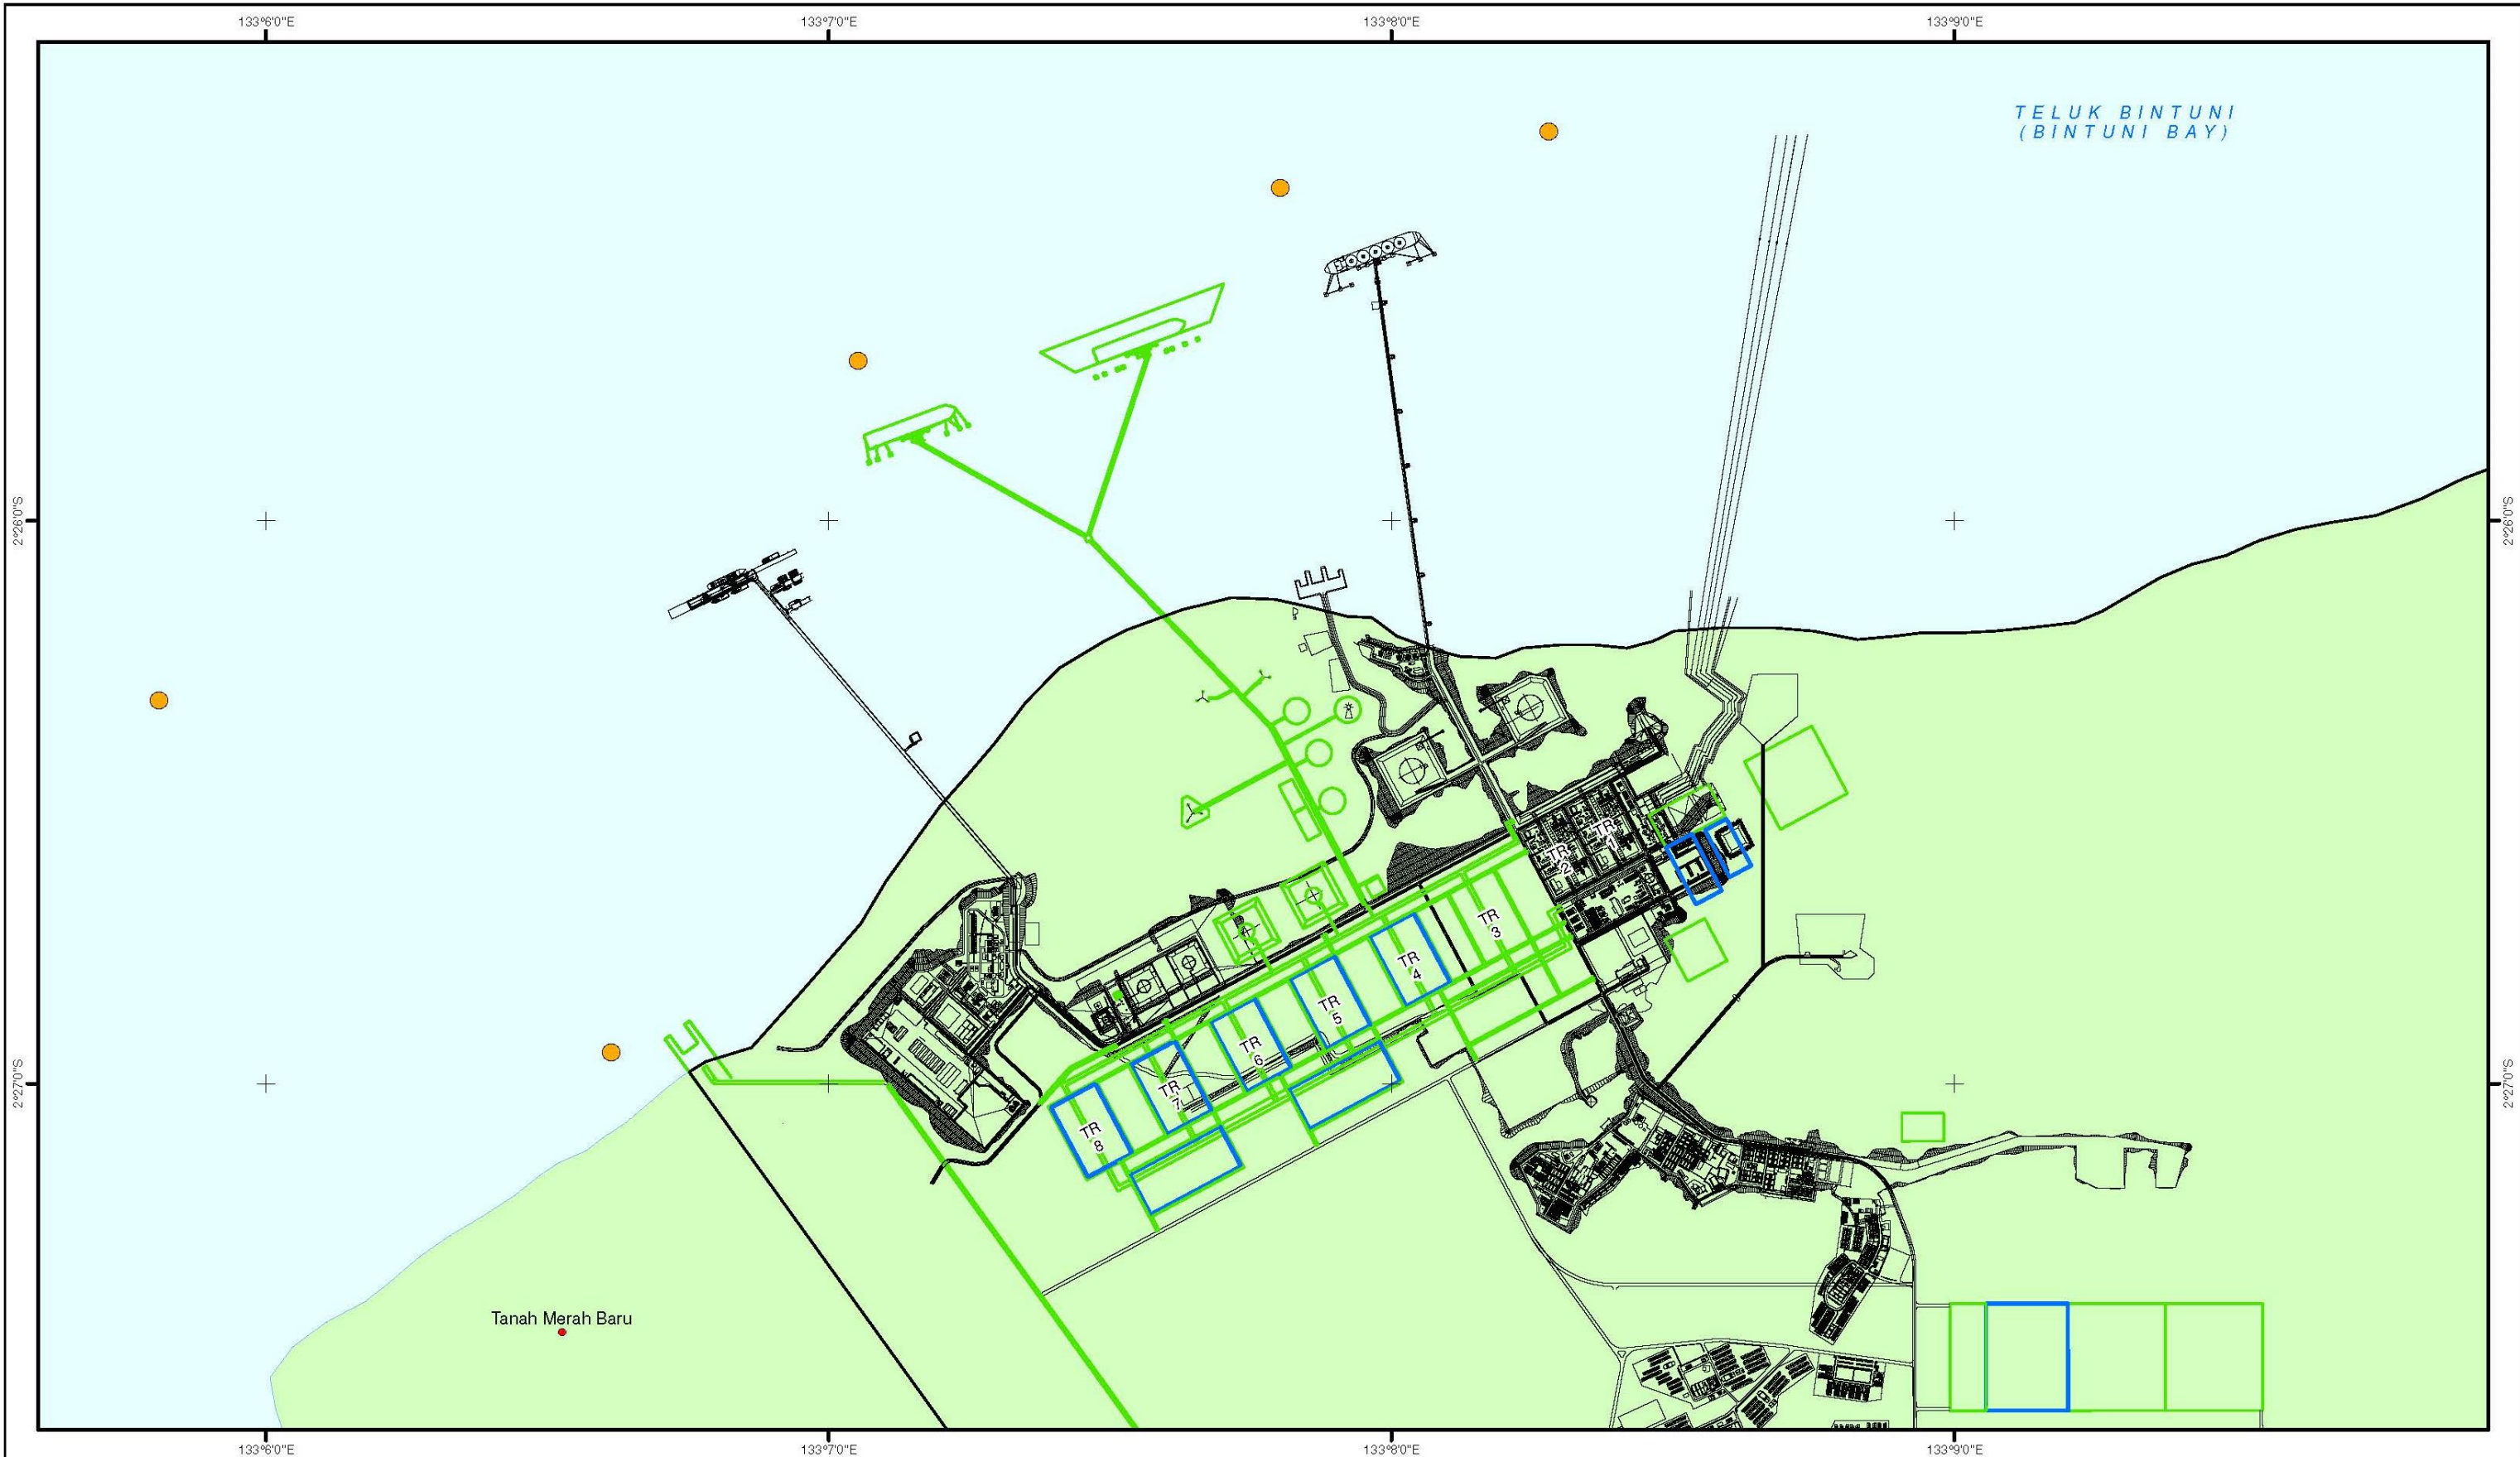 133°6'0"E
133°7'0"E
133°8'0"E
133°9'0"E
TELUK BINTUNI
(BINTUNI BAY)
2°26'0"S
2°26'0"S
TR
1
TR
2
TR
3
TR
4
TR
5
TR
6
TR
7
TR
8
2°27'0"S
2°27'0"S
Tanah Merah Baru
133°6'0"E
133°7'0"E
133°8'0"E
133°9'0"E